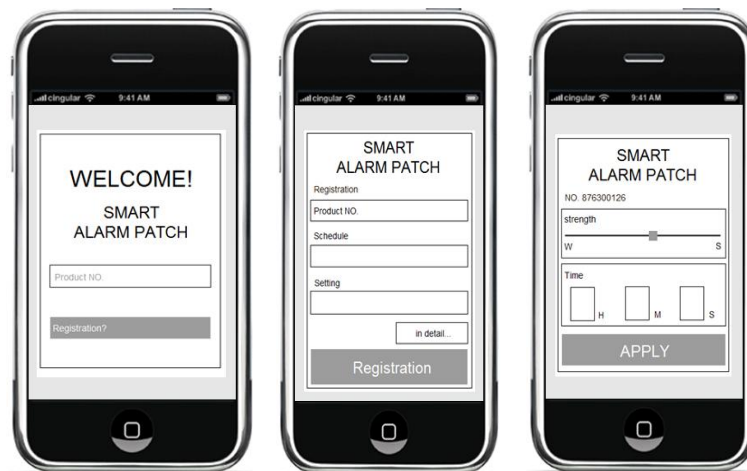 cingular 9:41 AM
WELCOME!
SMART
ALARM PATCH
Product NO.
Registration?
cingular 9:41 AM
SMART
ALARM PATCH
Registration
Product NO.
Schedule
Setting
in detail...
Registration
cingular 9:41 AM
SMART
ALARM PATCH
NO. 876300126
strength
W S
Time
H M S
APPLY